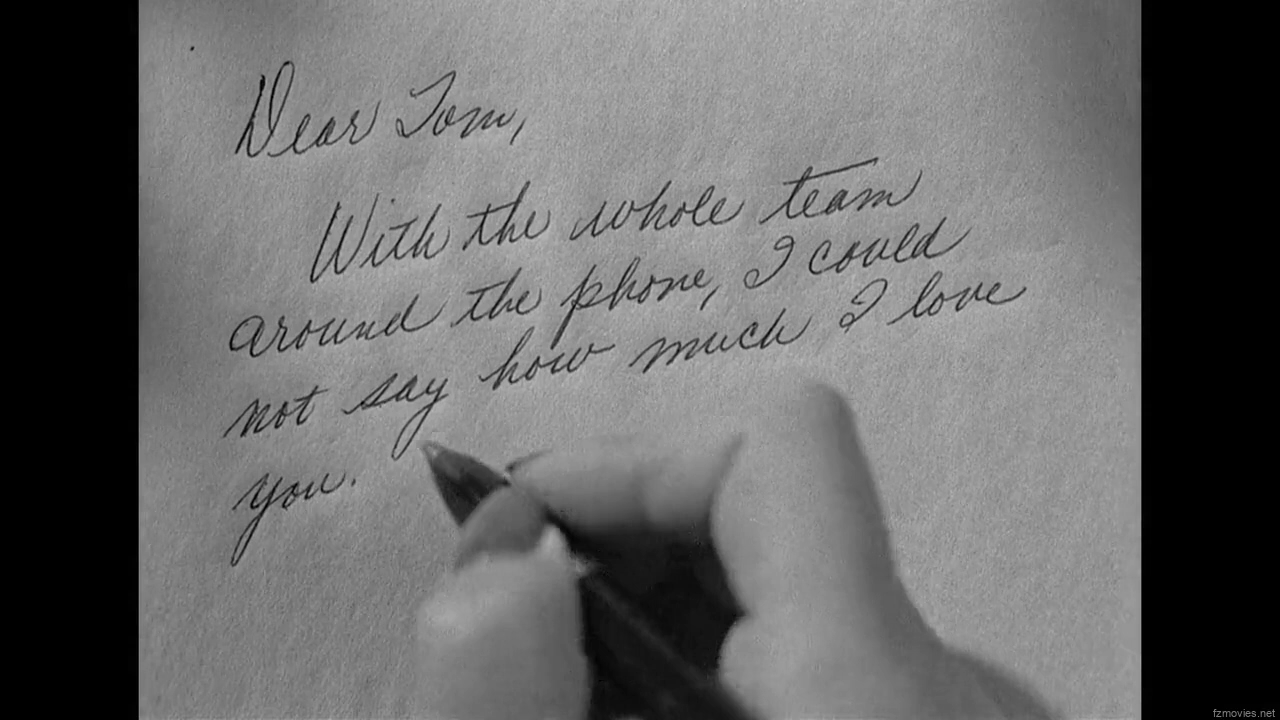 Dear Tom,
With the whole team
around the phone, I could
not say how much I love
you.
fzmovies.net